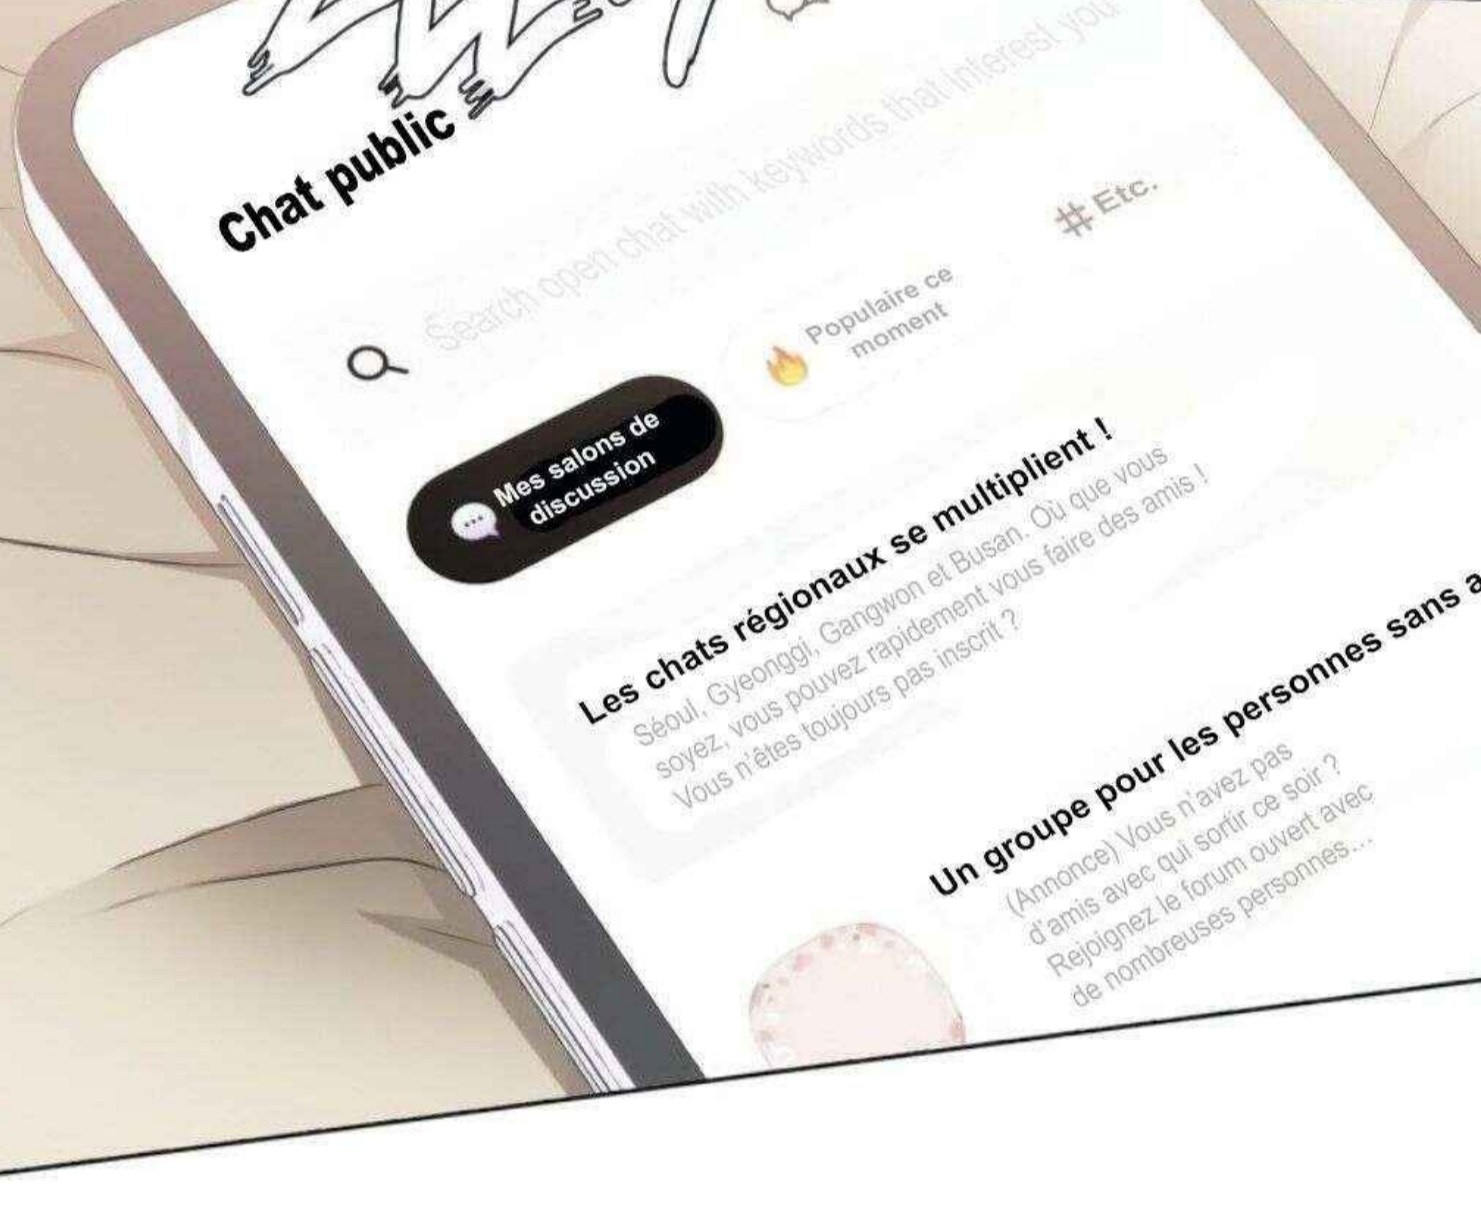 Chat public
Search open chat with keywords that interest you
Mes salons de
discussion
Populaire ce
moment
#Etc.
Les chats régionaux se multiplient !
Séoul, Gyeonggi, Gangwon et Busan. Où que vous
soyez, vous pouvez rapidement vous faire des amis !
Vous n'êtes toujours pas inscrit ?
Un groupe pour les personnes sans a
(Annonce) Vous n'avez pas
d'amis avec qui sortir ce soir ?
Rejoignez le forum ouvert avec
de nombreuses personnes...